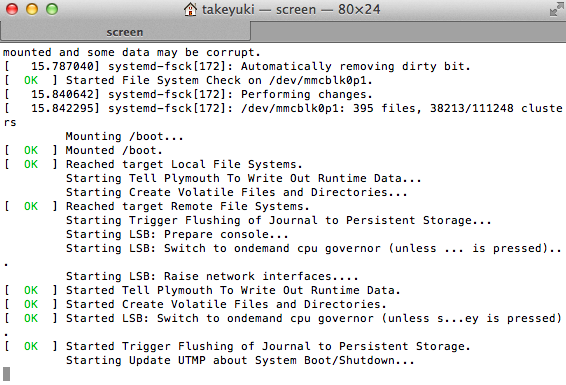 takeyuki — screen — 80×24
screen
mounted and some data may be corrupt.
[   15.787040] systemd-fsck[172]: Automatically removing dirty bit.
[  OK  ] Started File System Check on /dev/mmcblk0p1.
[   15.840642] systemd-fsck[172]: Performing changes.
[   15.842295] systemd-fsck[172]: /dev/mmcblk0p1: 395 files, 38213/111248 cluste
rs
         Mounting /boot...
[  OK  ] Mounted /boot.
[  OK  ] Reached target Local File Systems.
         Starting Tell Plymouth To Write Out Runtime Data...
         Starting Create Volatile Files and Directories...
[  OK  ] Reached target Remote File Systems.
         Starting Trigger Flushing of Journal to Persistent Storage...
         Starting LSB: Prepare console...
         Starting LSB: Switch to ondemand cpu governor (unless ... is pressed)..
.
         Starting LSB: Raise network interfaces....
[  OK  ] Started Tell Plymouth To Write Out Runtime Data.
[  OK  ] Started Create Volatile Files and Directories.
[  OK  ] Started LSB: Switch to ondemand cpu governor (unless s...ey is pressed)
.
[  OK  ] Started Trigger Flushing of Journal to Persistent Storage.
         Starting Update UTMP about System Boot/Shutdown...